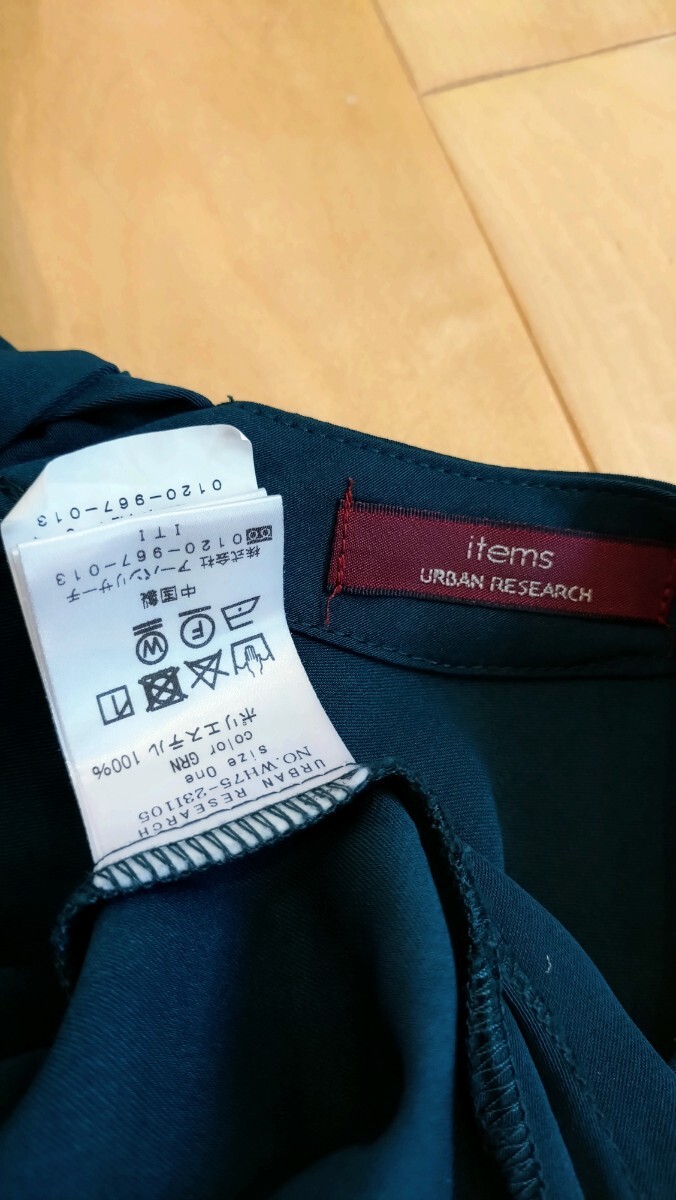 items
URBAN RESEARCH
URBAN RESEARCH
NO.WH75-231105
size One
color GRN
ポリエステル 100%
W
F
中国製
株式会社 アーバンリサーチ
0120-967-013
ITI
0120-967-013